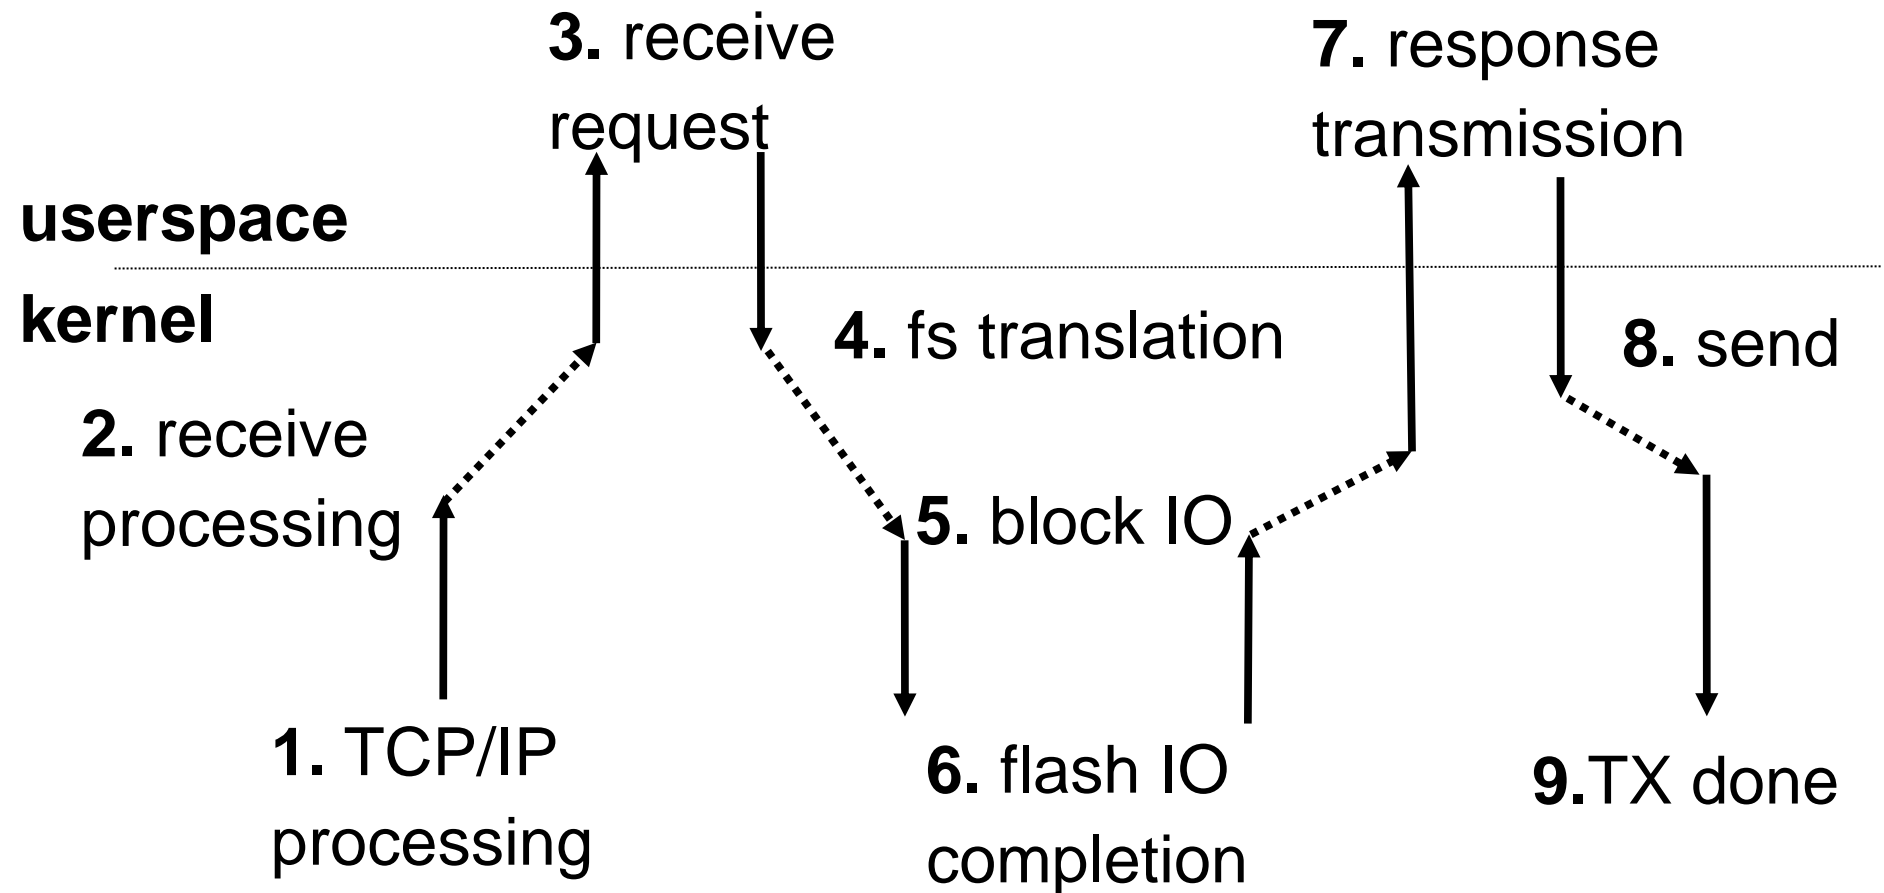 3. receive
request
7. response
transmission
userspace
kernel
4. fs translation
8. send
2. receive
processing
5. block IO
1. TCP/IP
processing
6. flash IO
completion
9.TX done